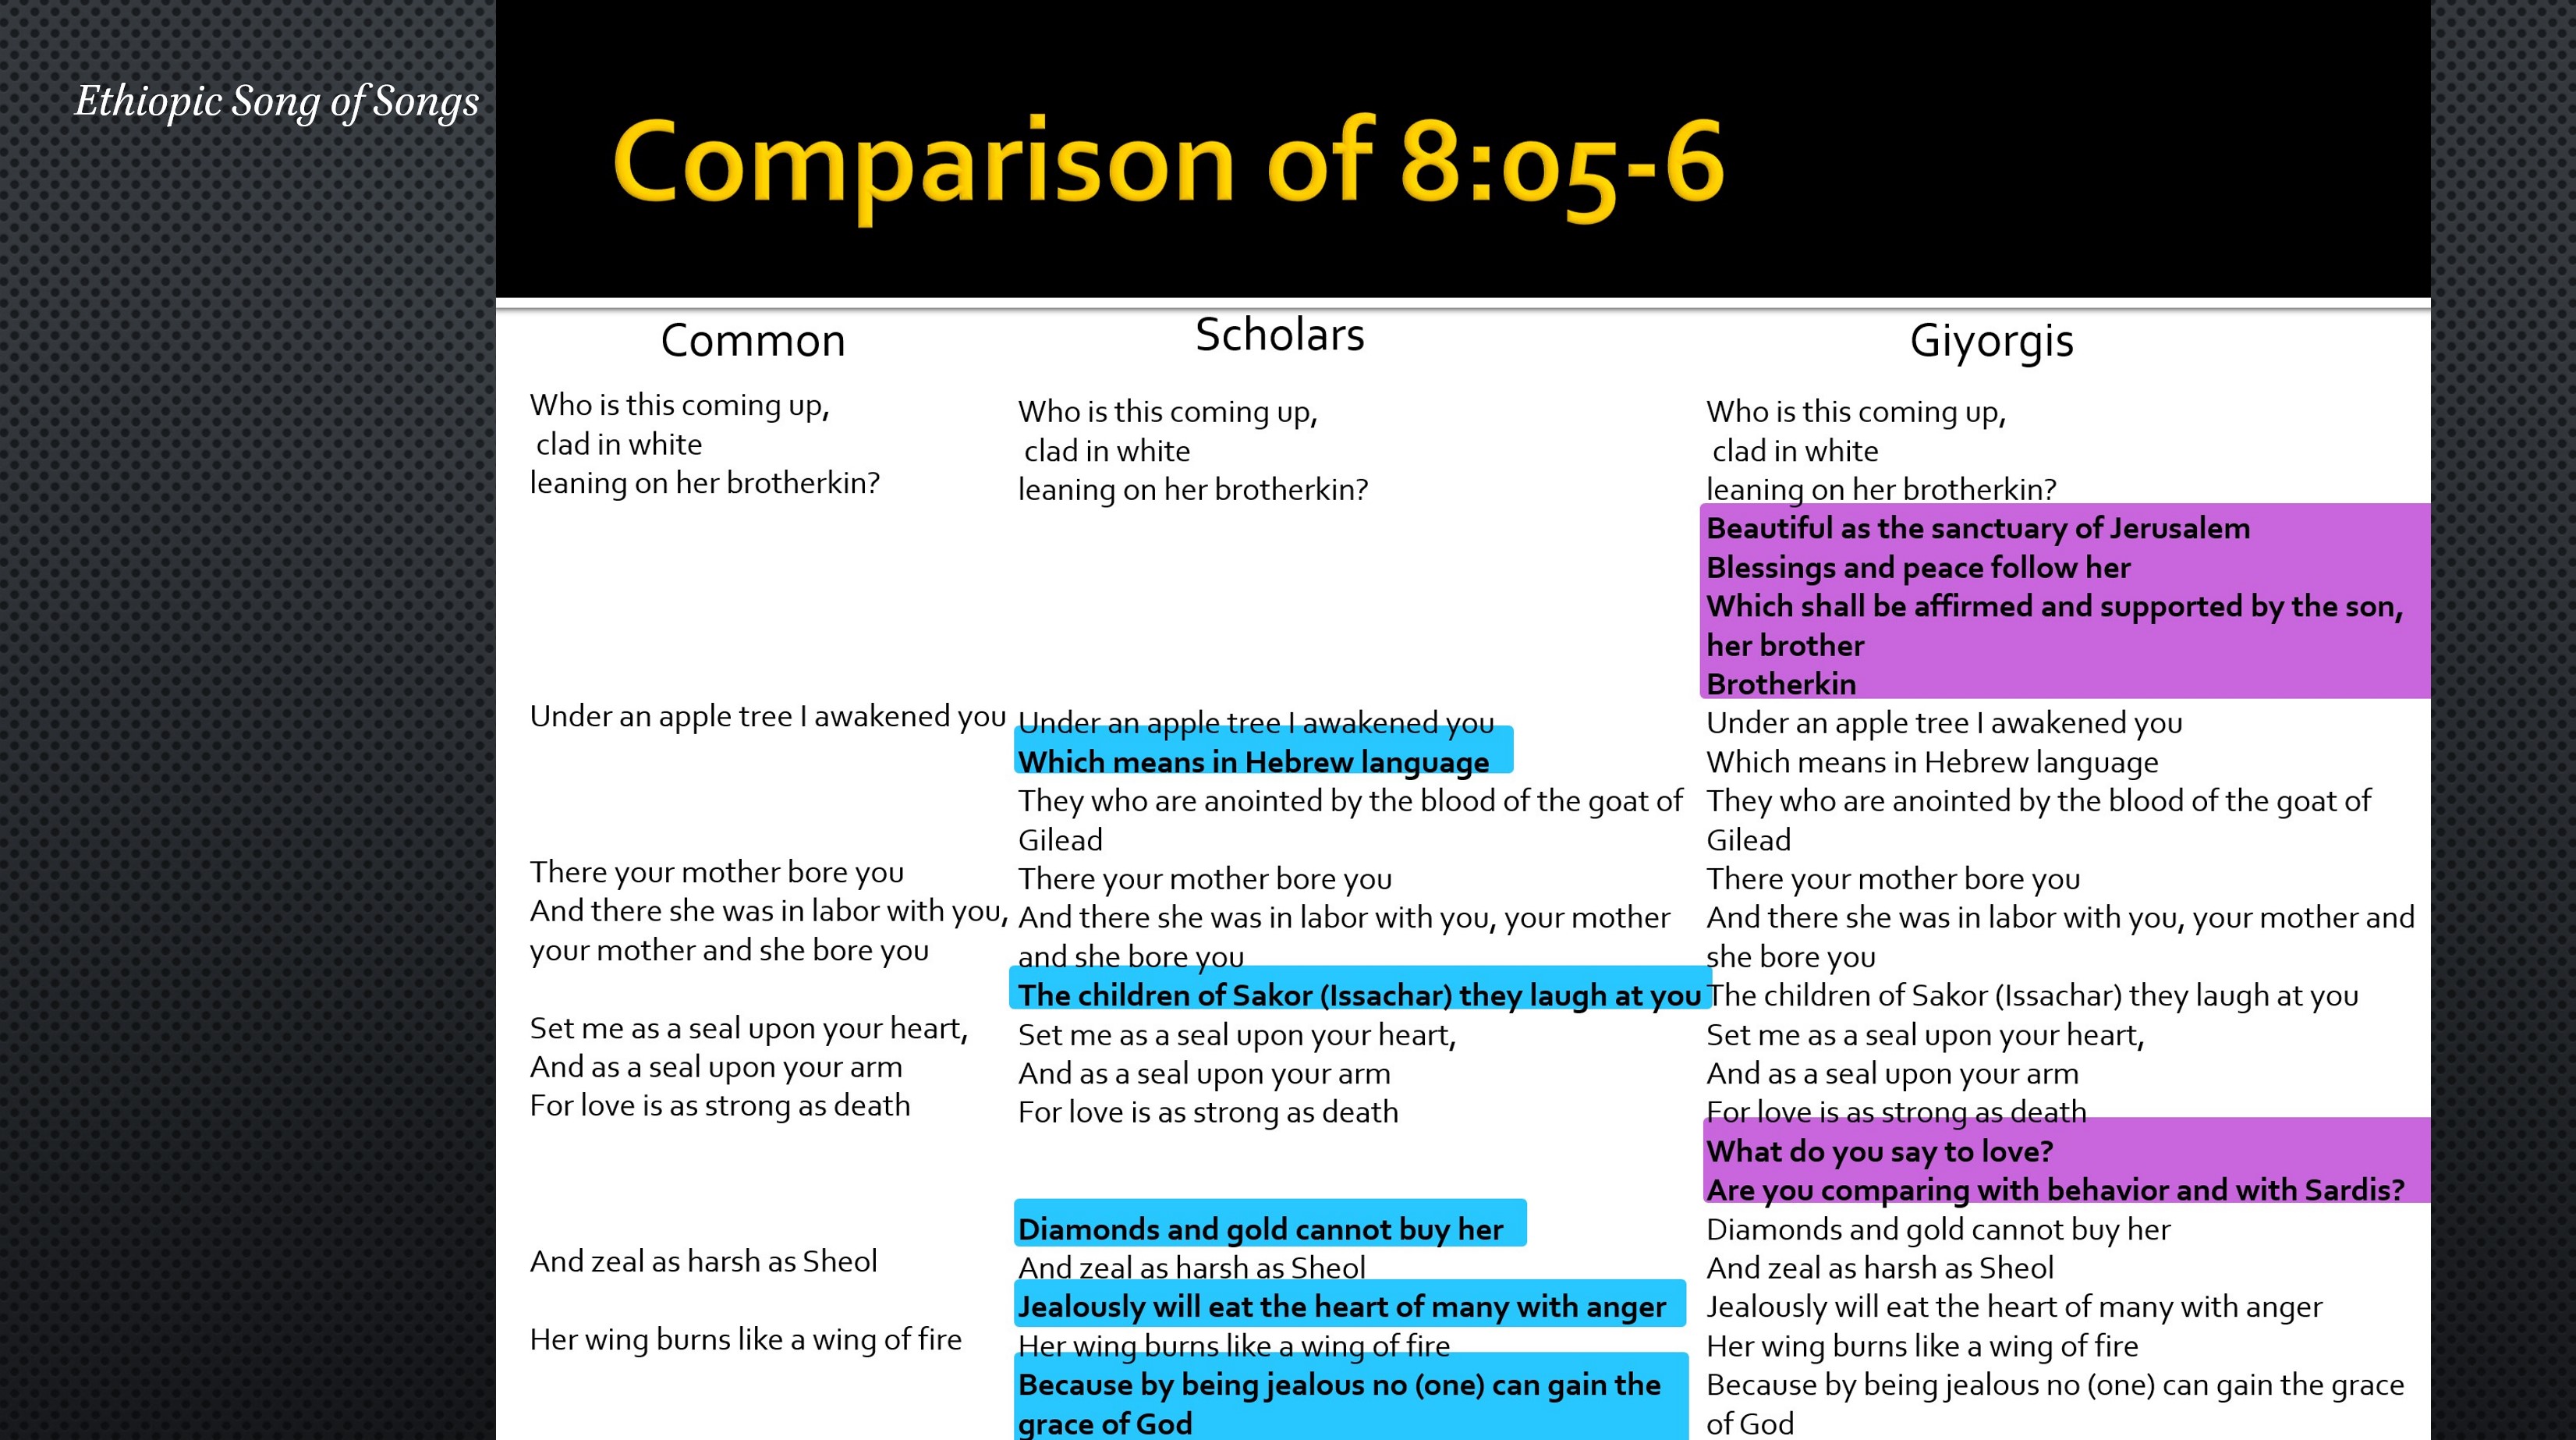 Ethiopic Song of Songs
Comparison of 8:05-6
Common
Who is this coming up,
clad in white
leaning on her brotherkin?
Under an apple tree I awakened you
There your mother bore you
And there she was in labor with you,
your mother and she bore you
Set me as a seal upon your heart,
And as a seal upon your arm
For love is as strong as death
And zeal as harsh as Sheol
Her wing burns like a wing of fire
Scholars
Who is this coming up,
clad in white
leaning on her brotherkin?
Under an apple tree I awakened you
Which means in Hebrew language
They who are anointed by the blood of the goat of
Gilead
There your mother bore you
And there she was in labor with you, your mother
and she bore you
The children of Sakor (Issachar) they laugh at you
Set me as a seal upon your heart,
And as a seal upon your arm
For love is as strong as death
Diamonds and gold cannot buy her
And zeal as harsh as Sheol
Jealously will eat the heart of many with anger
Her wing burns like a wing of fire
Because by being jealous no (one) can gain the
grace of God
Giyorgis
Who is this coming up,
clad in white
leaning on her brotherkin?
Beautiful as the sanctuary of Jerusalem
Blessings and peace follow her
Which shall be affirmed and supported by the son,
her brother
Brotherkin
Under an apple tree I awakened you
Which means in Hebrew language
They who are anointed by the blood of the goat of
Gilead
There your mother bore you
And there she was in labor with you, your mother and
she bore you
The children of Sakor (Issachar) they laugh at you
Set me as a seal upon your heart,
And as a seal upon your arm
For love is as strong as death
What do you say to love?
Are you comparing with behavior and with Sardis?
Diamonds and gold cannot buy her
And zeal as harsh as Sheol
Jealously will eat the heart of many with anger
Her wing burns like a wing of fire
Because by being jealous no (one) can gain the grace
of God